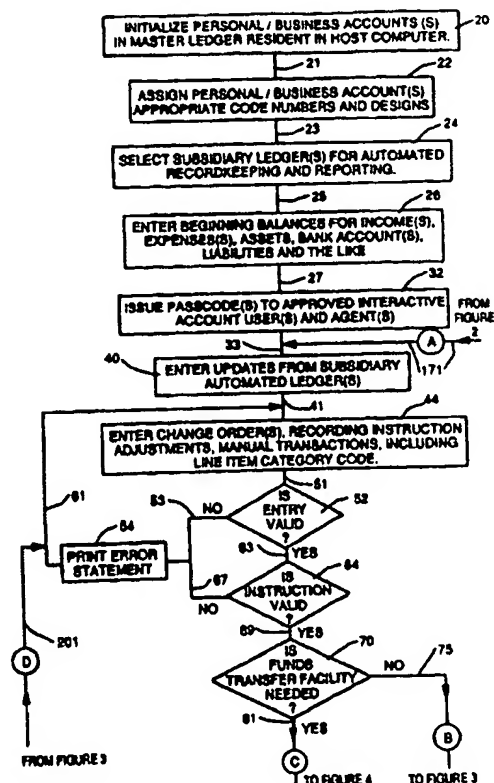 INITIALIZE PERSONAL / BUSINESS ACCOUNTS (S)
IN MASTER LEDGER RESIDENT IN HOST COMPUTER.
20
21
22
ASSIGN PERSONAL / BUSINESS ACCOUNT(S)
APPROPRIATE CODE NUMBERS AND DESIGNS
23
24
SELECT SUBSIDIARY LEDGER(S) FOR AUTOMATED
RECORDKEEPING AND REPORTING.
25
26
ENTER BEGINNING BALANCES FOR INCOME(S),
EXPENSES(S), ASSETS, BANK ACCOUNT(S),
LIABILITIES AND THE LIKE
27
32
ISSUE PASSCODE(S) TO APPROVED INTERACTIVE
ACCOUNT USER(S) AND AGENT(S)
FROM
FIGURE
2
A
33
171
40
ENTER UPDATES FROM SUBSIDIARY
AUTOMATED LEDGER(S)
41
44
ENTER CHANGE ORDER(S), RECORDING INSTRUCTION
ADJUSTMENTS, MANUAL TRANSACTIONS, INCLUDING
LINE ITEM CATEGORY CODE.
61
51
53
NO
IS
ENTRY
VALID
?
52
54
PRINT ERROR
STATEMENT
63
YES
67
NO
IS
INSTRUCTION
VALID
?
64
201
69
YES
70
IS
FUNDS
TRANSFER FACILITY
NEEDED
?
NO
75
D
81
YES
B
FROM FIGURE 3
C
TO FIGURE 4
TO FIGURE 3